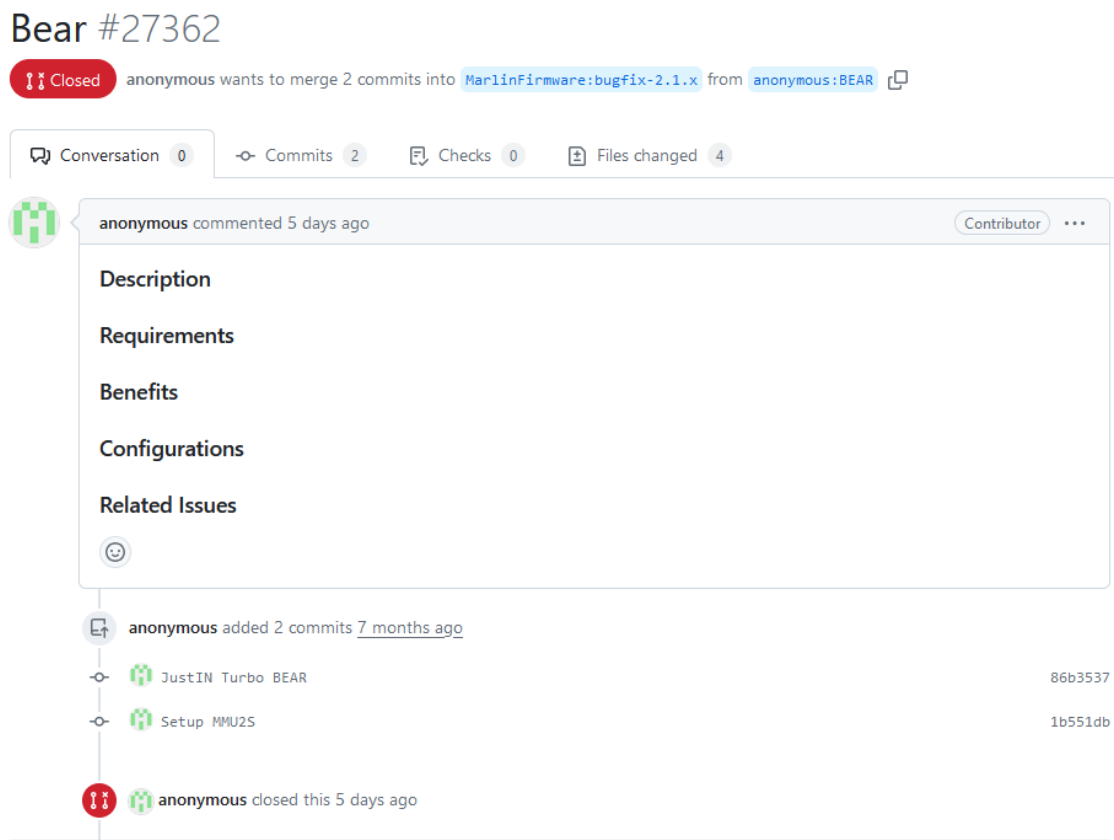 Bear #27362
Closed anonymous wants to merge 2 commits into MarlinFirmware:bugfix-2.1.x from anonymous:BEAR
Conversation 0 Commits 2 Checks 0 Files changed 4
anonymous commented 5 days ago Contributor ...
Description
Requirements
Benefits
Configurations
Related Issues
anonymous added 2 commits 7 months ago
JustIN Turbo BEAR 86b3537
Setup MMU2S 1b551db
anonymous closed this 5 days ago